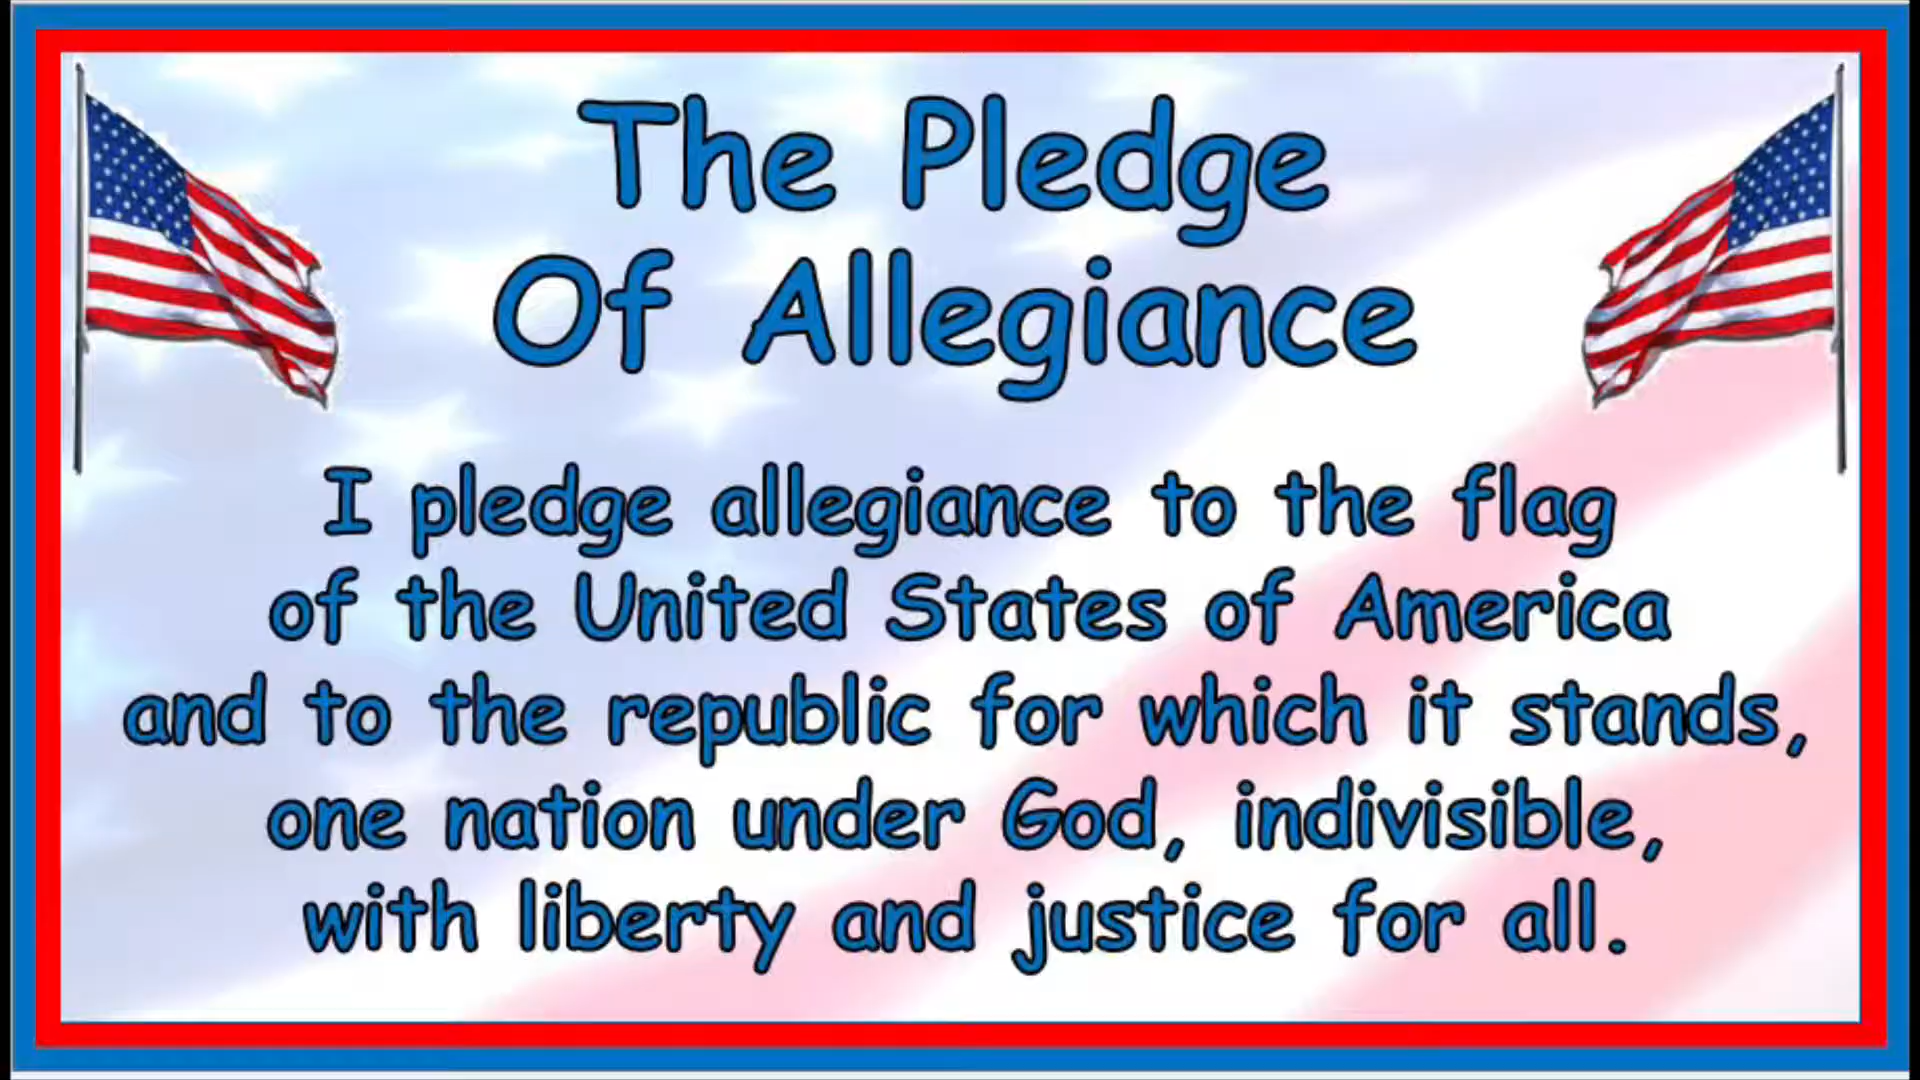 The Pledge
Of Allegiance
I pledge allegiance to the flag
of the United States of America
and to the republic for which it stands,
one nation under God, indivisible,
with liberty and justice for all.